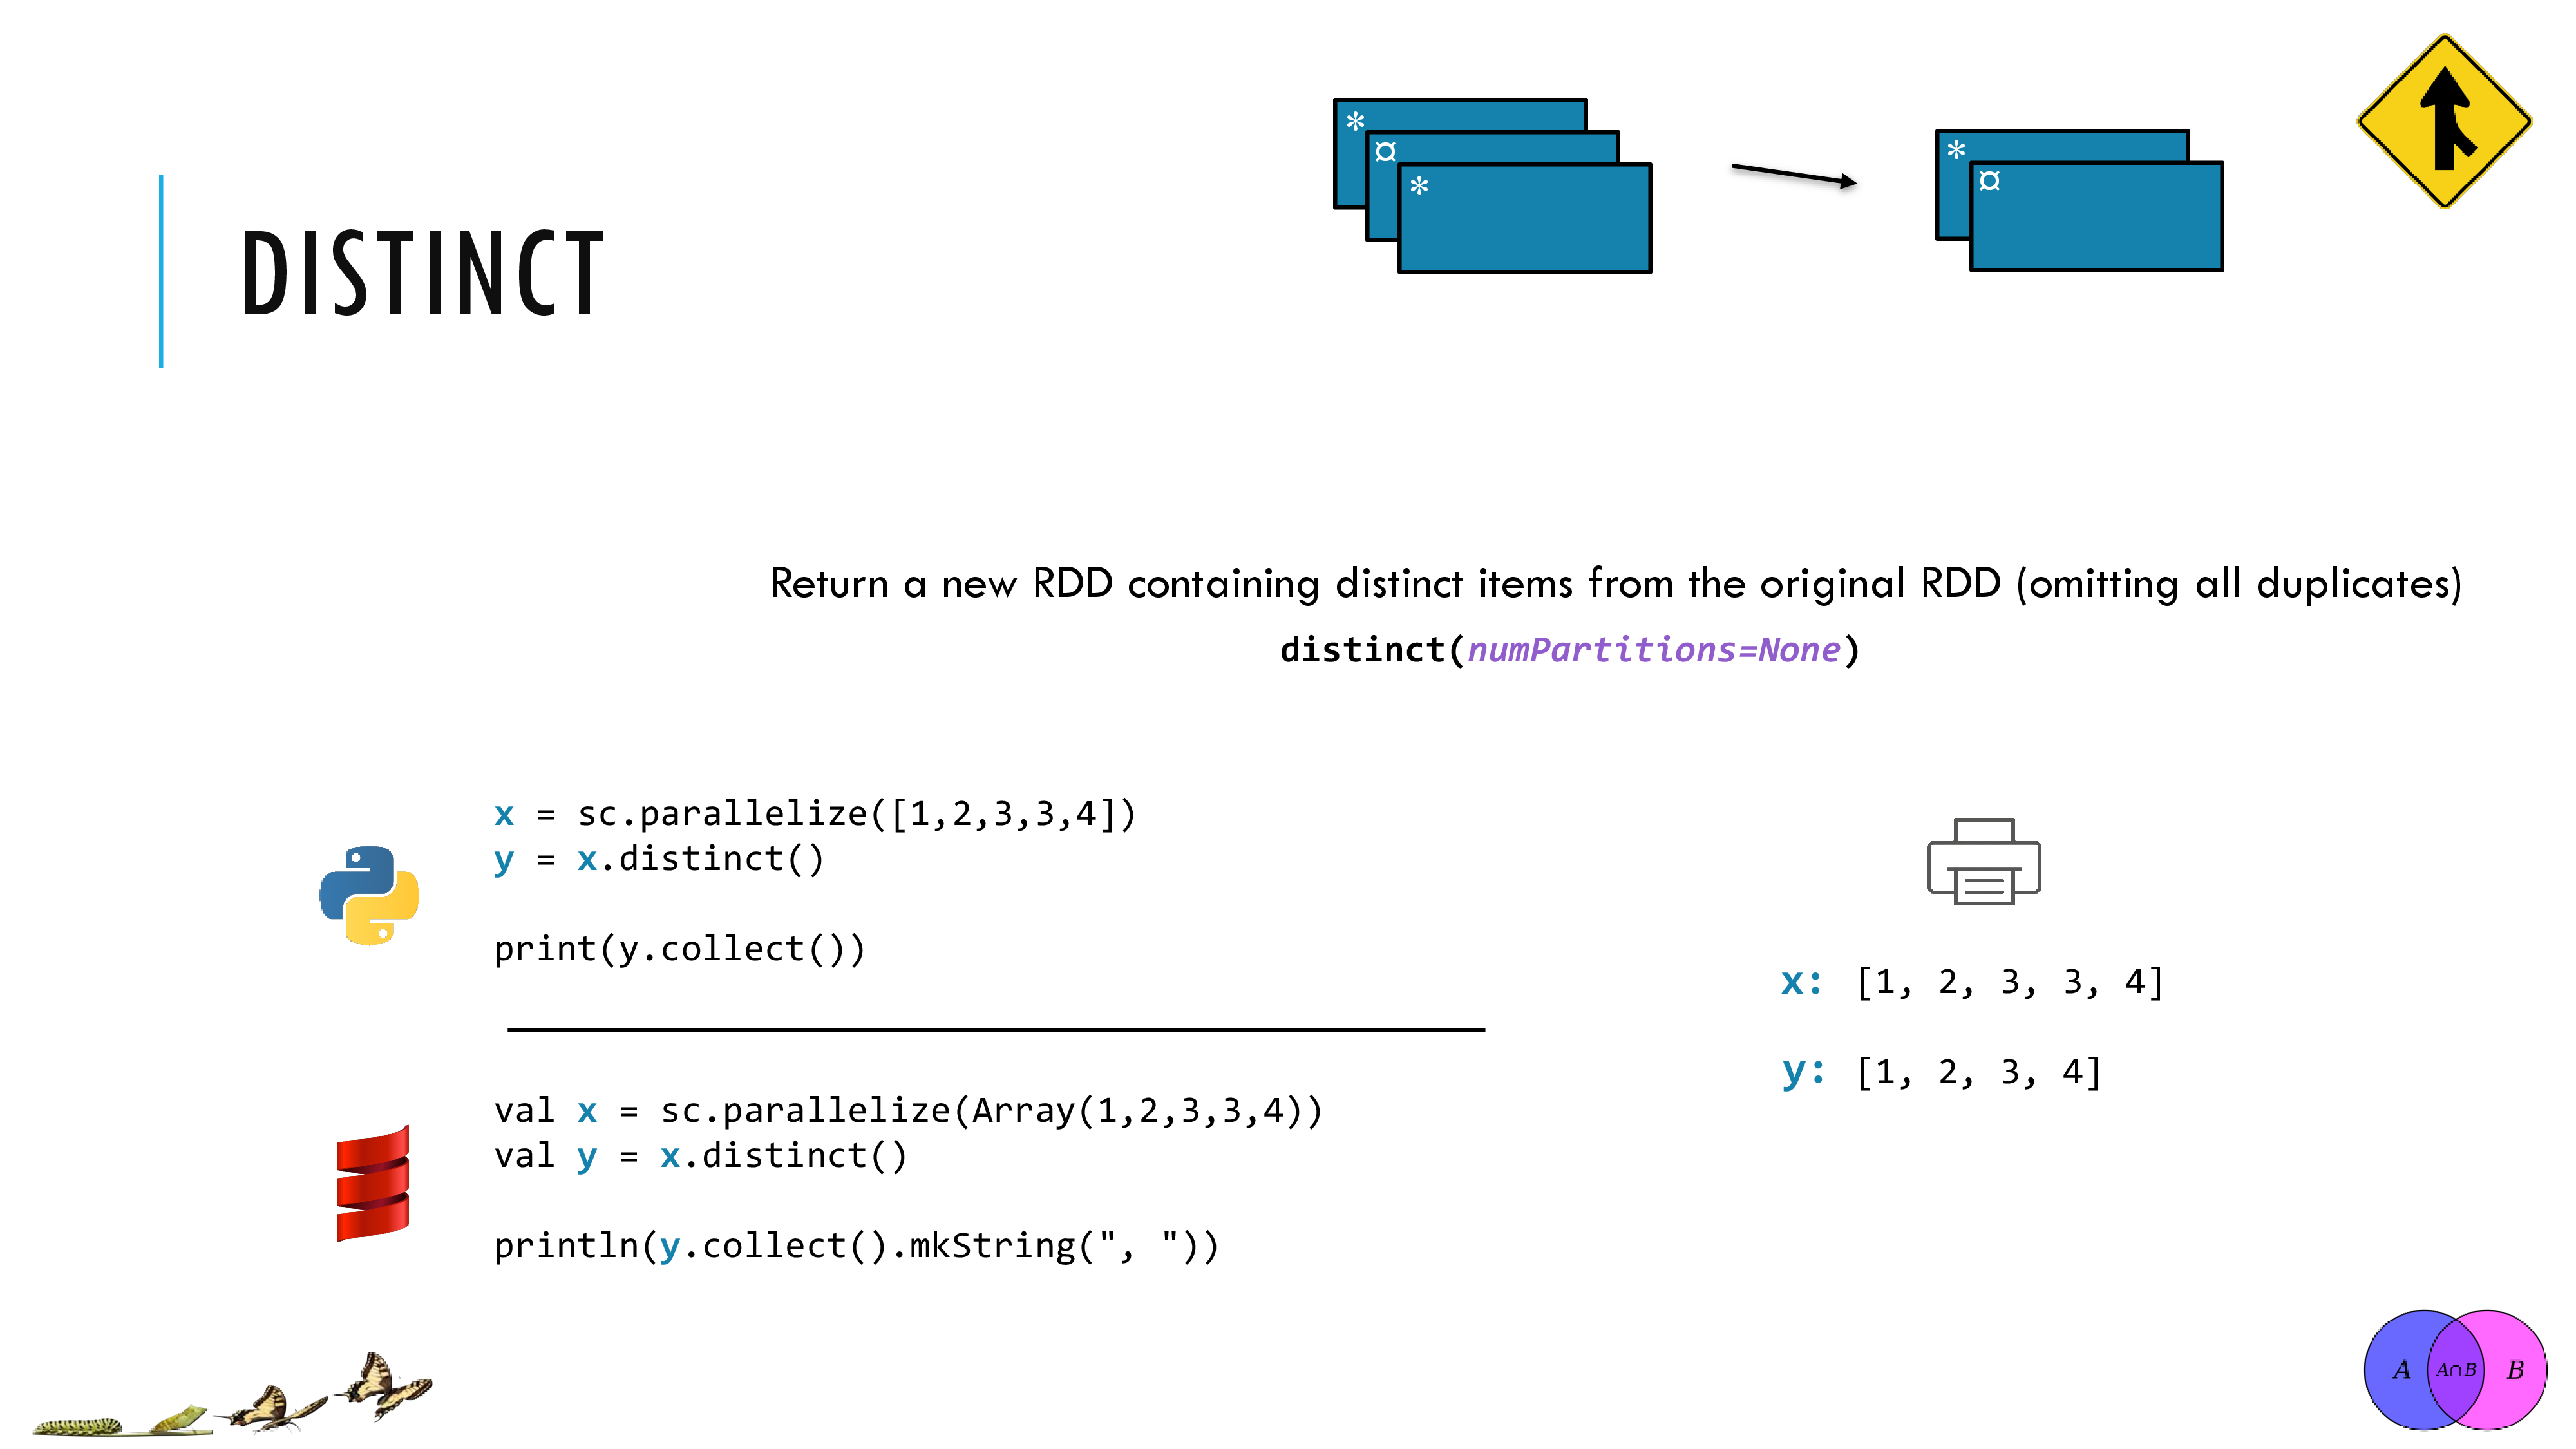 *
¤
*
*
¤
DISTINCT
Return a new RDD containing distinct items from the original RDD (omitting all duplicates)
distinct(numPartitions=None)
x = sc.parallelize([1,2,3,3,4])
y = x.distinct()
print(y.collect())
x: [1, 2, 3, 3, 4]
y: [1, 2, 3, 4]
val x = sc.parallelize(Array(1,2,3,3,4))
val y = x.distinct()
println(y.collect().mkString(", "))
A A∩B B